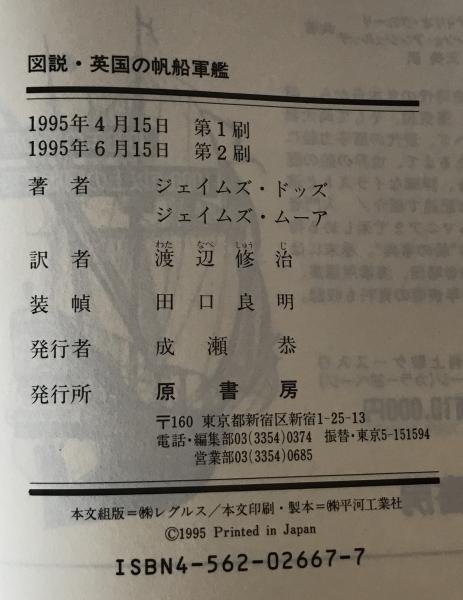 図説・英国の帆船軍艦
1995年4月15日 第1刷
1995年6月15日 第2刷
著者 ジェイムズ・ドッズ
ジェイムズ・ムーア
わた なべ しゅう じ
訳者 渡辺修治
装幀 田口良明
発行者 成瀬恭
発行所 原書房
〒160 東京都新宿区新宿1-25-13
電話・編集部03(3354)0374 振替・東京5-151594
営業部03(3354)0685
本文組版=㈱レグルス/本文印刷・製本=㈱平河工業社
©1995 Printed in Japan
ISBN4-562-02667-7